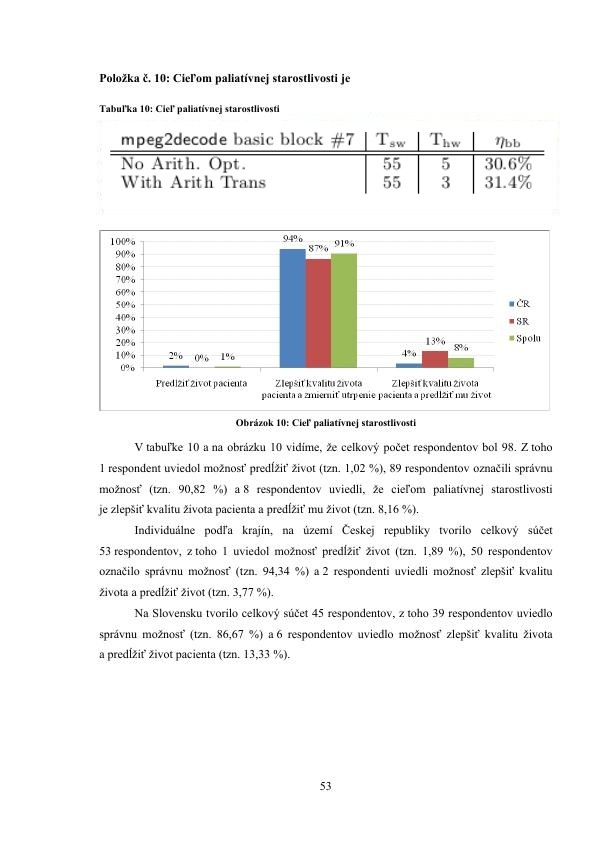 Položka č. 10: Cieľom paliatívnej starostlivosti je
Tabuľka 10: Cieľ paliatívnej starostlivosti
mpeg2decode basic block #7 | Tsw | Thw | ηbb
No Arith. Opt. | 55 | 5 | 30.6%
With Arith Trans | 55 | 3 | 31.4%
100%
90%
80%
70%
60%
50%
40%
30%
20%
10%
0%
2% 0% 1%
94% 87% 91%
4% 13% 8%
Predĺžiť život pacienta
Zlepšiť kvalitu života
pacienta a zmierniť utrpenie
Zlepšiť kvalitu života
pacienta a predĺžiť mu život
ČR
SR
Spolu
Obrázok 10: Cieľ paliatívnej starostlivosti
V tabuľke 10 a na obrázku 10 vidíme, že celkový počet respondentov bol 98. Z toho
1 respondent uviedol možnosť predĺžiť život (tzn. 1,02 %), 89 respondentov označili správnu
možnosť (tzn. 90,82 %) a 8 respondentov uviedli, že cieľom paliatívnej starostlivosti
je zlepšiť kvalitu života pacienta a predĺžiť mu život (tzn. 8,16 %).
Individuálne podľa krajín, na území Českej republiky tvorilo celkový súčet
53 respondentov, z toho 1 uviedol možnosť predĺžiť život (tzn. 1,89 %), 50 respondentov
označilo správnu možnosť (tzn. 94,34 %) a 2 respondenti uviedli možnosť zlepšiť kvalitu
života a predĺžiť život (tzn. 3,77 %).
Na Slovensku tvorilo celkový súčet 45 respondentov, z toho 39 respondentov uviedlo
správnu možnosť (tzn. 86,67 %) a 6 respondentov uviedlo možnosť zlepšiť kvalitu života
a predĺžiť život pacienta (tzn. 13,33 %).
53